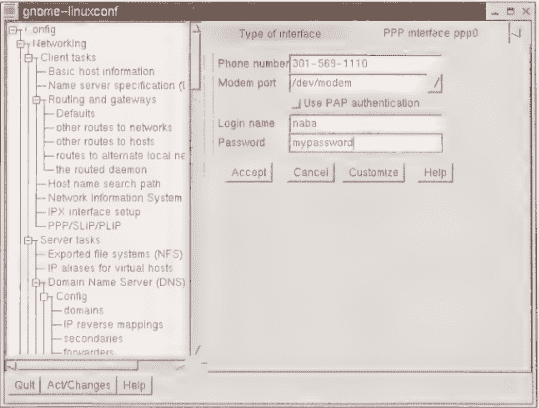 gnome-linuxconf
Config
Networking
Client tasks
Basic host information
Name server specification (
Routing and gateways
Defaults
other routes to networks
other routes to hosts
routes to alternate local ne
the routed daemon
Host name search path
Network Information System
IPX interface setup
PPP/SLIP/PLIP
Server tasks
Exported file systems (NFS)
IP aliases for virtual hosts
Domain Name Server (DNS)
Config
domains
IP reverse mappings
secondaries
forwarders
Type of interface PPP interface ppp0
Phone number 301-569-1110
Modem port /dev/modem
Use PAP authentication
Login name naba
Password mypassword
Accept Cancel Customize Help
Quit Act/Changes Help